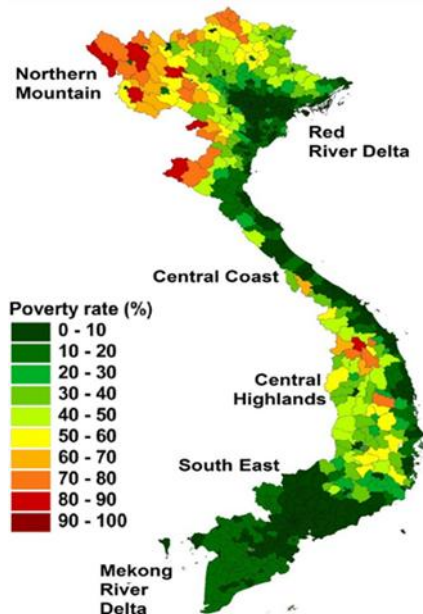 Northern
Mountain
Red
River Delta
Central Coast
Poverty rate (%)
0 - 10
10 - 20
20 - 30
30 - 40
40 - 50
50 - 60
60 - 70
70 - 80
80 - 90
90 - 100
Central
Highlands
South East
Mekong
River
Delta